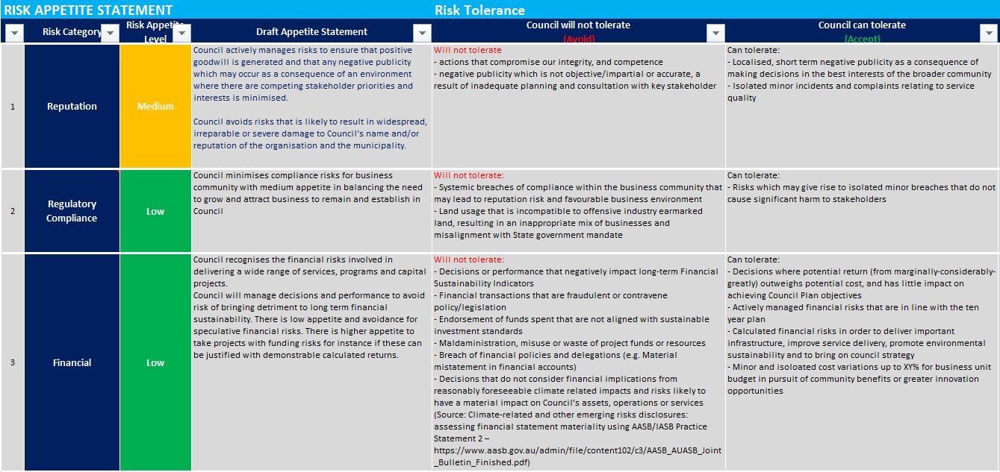 RISK APPETITE STATEMENT
Risk Tolerance
Risk Category
Risk Appetite
Level
Draft Appetite Statement
Council will not tolerate
(Avoid)
Council can tolerate
(Accept)
1
Reputation
Medium
Council actively manages risks to ensure that positive
goodwill is generated and that any negative publicity
which may occur as a consequence of an environment
where there are competing stakeholder priorities and
interests is minimised.
Council avoids risks that is likely to result in widespread,
irreparable or severe damage to Council's name and/or
reputation of the organisation and the municipality.
Will not tolerate
- actions that compromise our integrity, and competence
- negative publicity which is not objective/impartial or accurate, a
result of inadequate planning and consultation with key stakeholder
Can tolerate:
- Localised, short term negative publicity as a consequence of
making decisions in the best interests of the broader community
- Isolated minor incidents and complaints relating to service
quality
2
Regulatory
Compliance
Low
Council minimises compliance risks for business
community with medium appetite in balancing the need
to grow and attract business to remain and establish in
Council
Will not tolerate:
- Systemic breaches of compliance within the business community that
may lead to reputation risk and favourable business environment
- Land usage that is incompatible to offensive industry earmarked
land, resulting in an inappropriate mix of businesses and
misalignment with State government mandate
Can tolerate:
- Risks which may give rise to isolated minor breaches that do not
cause significant harm to stakeholders
3
Financial
Low
Council recognises the financial risks involved in
delivering a wide range of services, programs and capital
projects.
Council will manage decisions and performance to avoid
risk of bringing detriment to long term financial
sustainability. There is low appetite and avoidance for
speculative financial risks. There is higher appetite to
take projects with funding risks for instance if these can
be justified with demonstrable calculated returns.
Will not tolerate:
- Decisions or performance that negatively impact long-term Financial
Sustainability Indicators
- Financial transactions that are fraudulent or contravene
policy/legislation
- Endorsement of funds spent that are not aligned with sustainable
investment standards
- Maladministration, misuse or waste of project funds or resources
- Breach of financial policies and delegations (e.g. Material
mistatement in financial accounts)
- Decisions that do not consider financial implications from
reasonably foreseeable climate related impacts and risks likely to
have a material impact on Council's assets, operations or services
(Source: Climate-related and other emerging risks disclosures:
assessing financial statement materiality using AASB/IASB Practice
Statement 2 –
https://www.aasb.gov.au/admin/file/content102/c3/AASB_AUASB_Joint
_Bulletin_Finished.pdf)
Can tolerate:
- Decisions where potential return (from marginally-considerably-
greatly) outweighs potential cost, and has little impact on
achieving Council Plan objectives
- Actively managed financial risks that are in line with the ten
year plan
- Calculated financial risks in order to deliver important
infrastructure, improve service delivery, promote environmental
sustainability and to bring on council strategy
- Minor and isoloated cost variations up to XY% for business unit
budget in pursuit of community benefits or greater innovation
opportunities